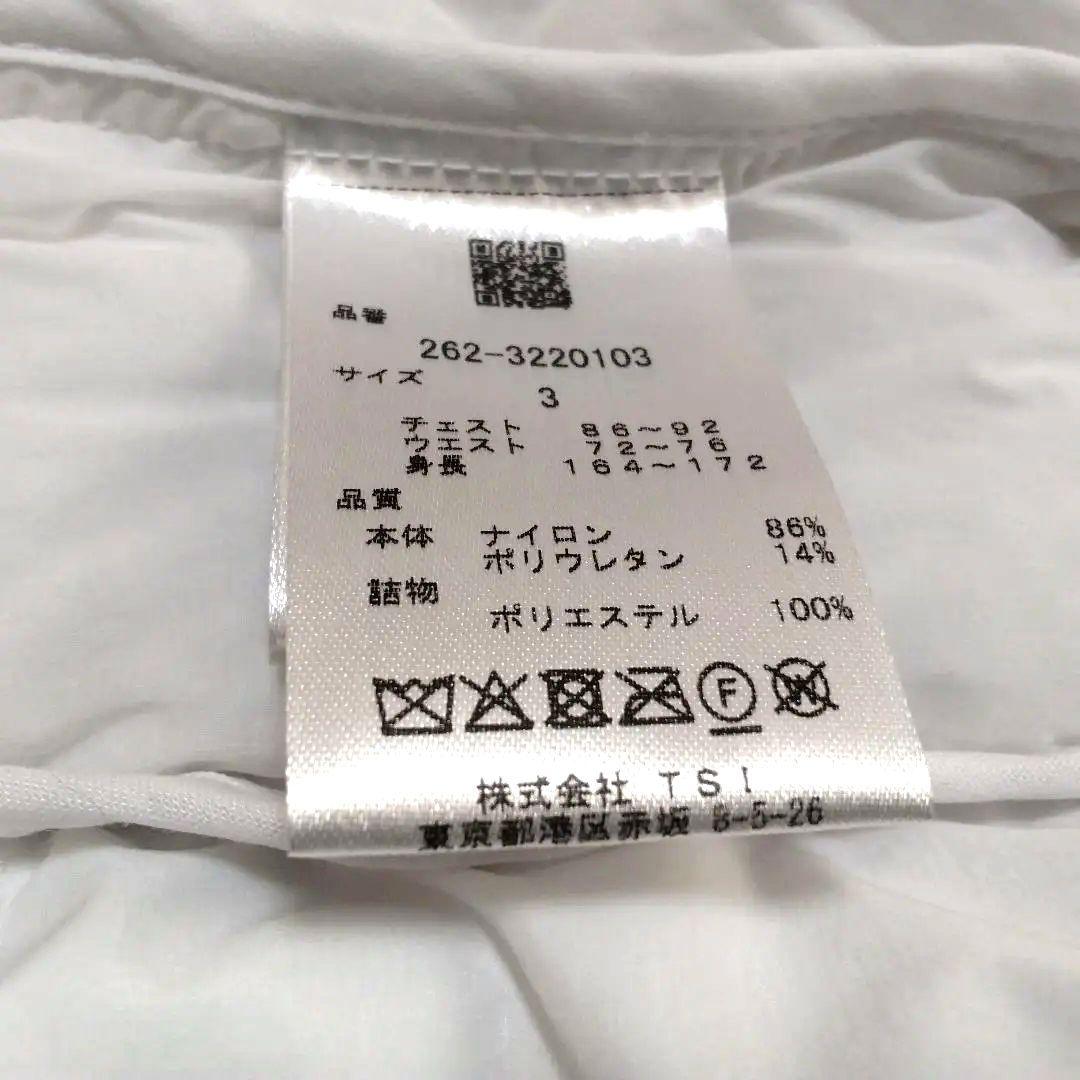 品番
262-3220103
サイズ
3
チェスト 86～92
ウエスト 72～76
身長 164～172
品質
本体 ナイロン 86%
ポリウレタン 14%
詰物
ポリエステル 100%
F
W
株式会社 TSI
東京都港区赤坂 8-5-26